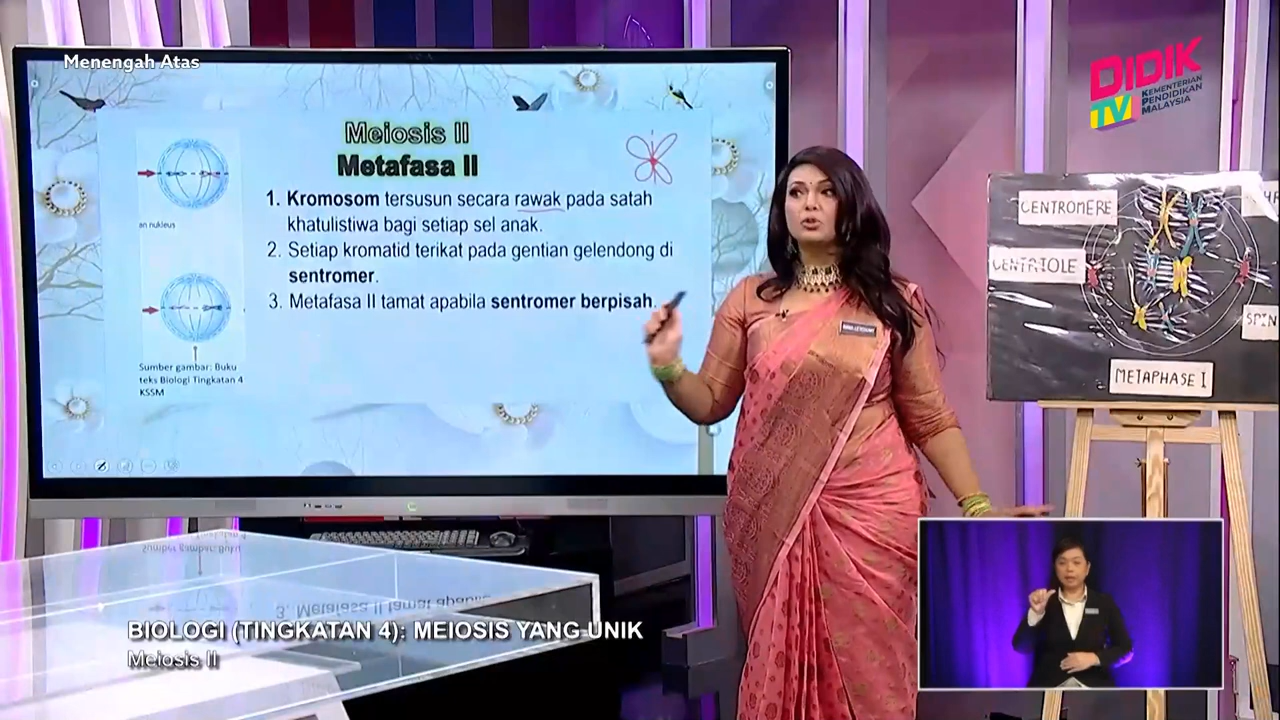 Menengah Atas
DIDIK
TV
KEMENTERIAN
PENDIDIKAN
MALAYSIA
Meiosis II
Metafasa II
1. Kromosom tersusun secara rawak pada satah
khatulistiwa bagi setiap sel anak.
2. Setiap kromatid terikat pada gentian gelendong di
sentromer.
3. Metafasa II tamat apabila sentromer berpisah.
an nukleus
Sumber gambar: Buku
teks Biologi Tingkatan 4
KSSM
CENTROMERE
CENTRIOLE
SPIN
METAPHASE I
BIOLOGI (TINGKATAN 4): MEIOSIS YANG UNIK
Meiosis II